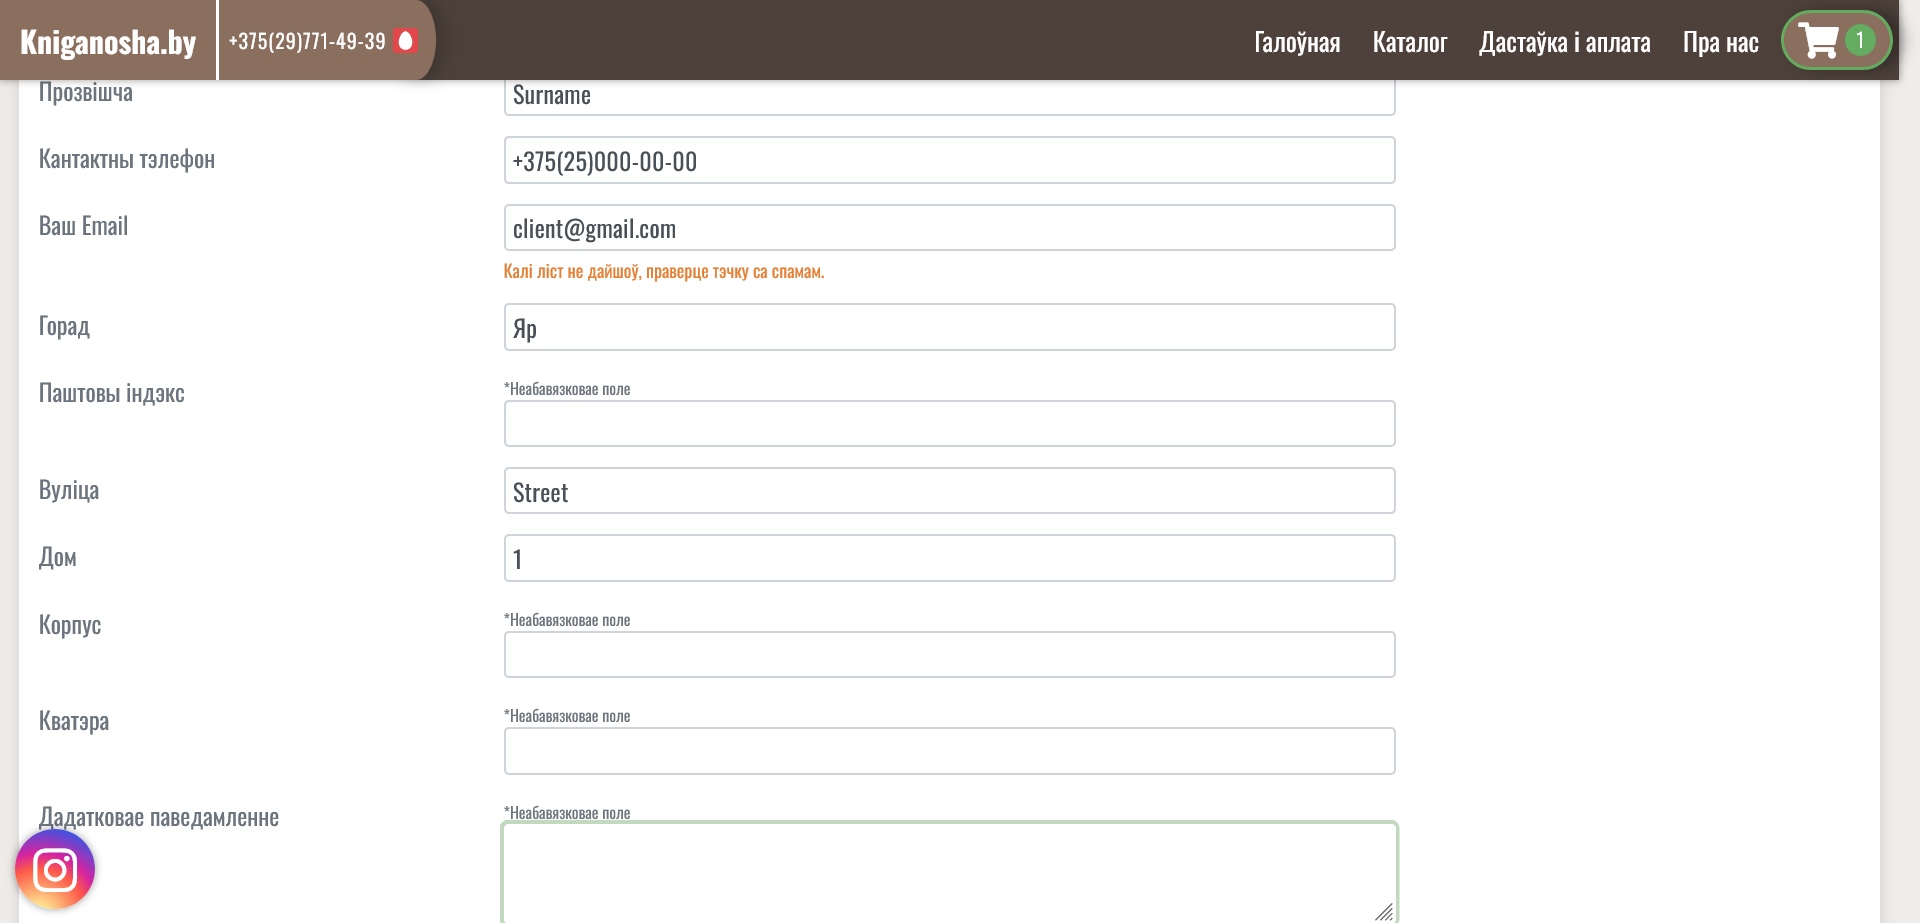 Kniganosha.by
+375(29)771-49-39
Галоўная
Каталог
Дастаўка і аплата
Пра нас
1
Прозвішча
Surname
Кантактны тэлефон
+375(25)000-00-00
Ваш Email
client@gmail.com
Калі ліст не дайшоў, праверце тэчку са спамам.
Горад
Яр
Паштовы індэкс
*Неабавязковае поле
Вуліца
Street
Дом
1
Корпус
*Неабавязковае поле
Кватэра
*Неабавязковае поле
Дадатковае паведамленне
*Неабавязковае поле